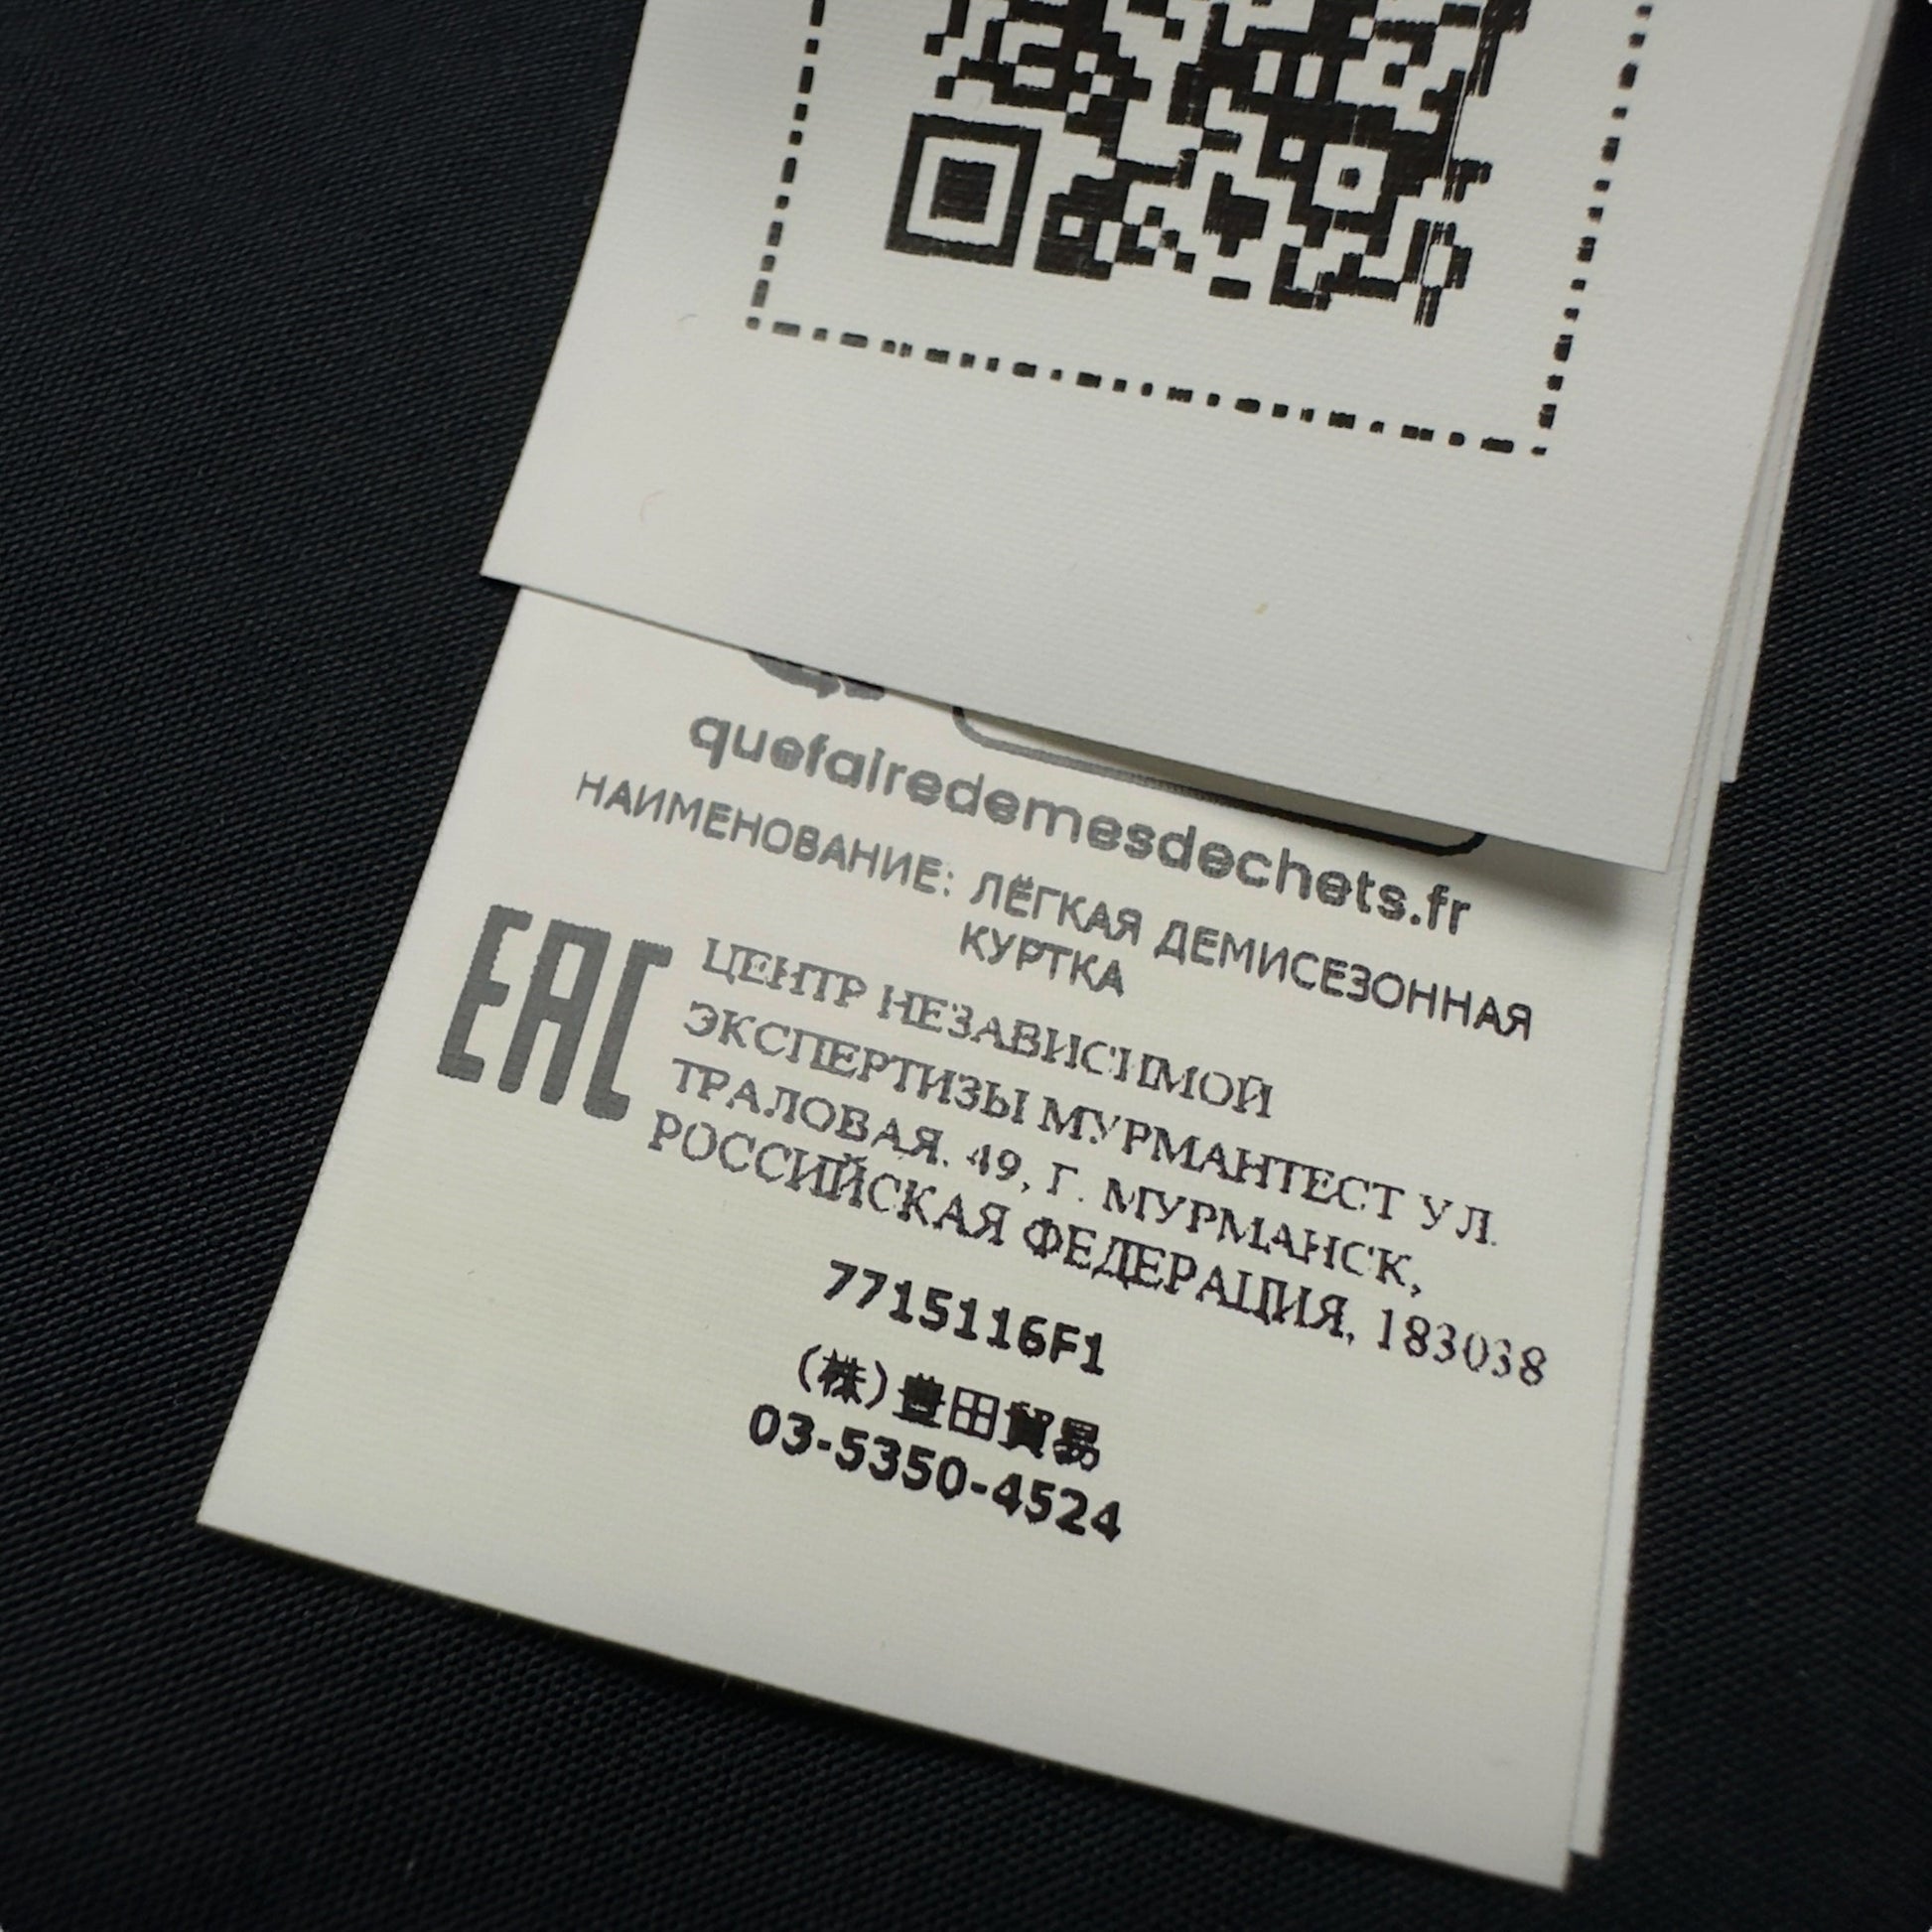 quefairedemesdechets.fr
НАИМЕНОВАНИЕ: ЛЁГКАЯ ДЕМИСЕЗОННАЯ
КУРТКА
EAC
ЦЕНТР НЕЗАВИСИМОЙ
ЭКСПЕРТИЗЫ МУРМАНТЕСТ УЛ.
ТРАЛОВАЯ. 49, Г. МУРМАНСК,
РОССИЙСКАЯ ФЕДЕРАЦИЯ, 183038
7715116F1
(株)豊田貿易
03-5350-4524